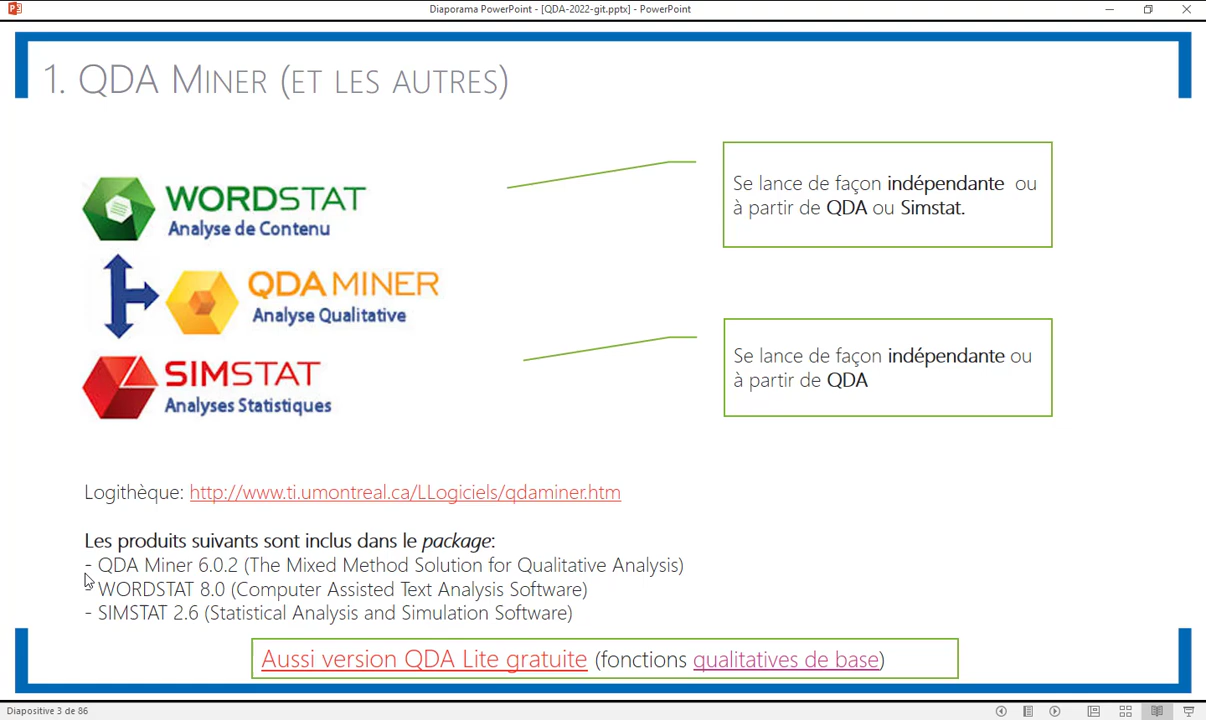 Diaporama PowerPoint - [QDA-2022-git.pptx] - PowerPoint
1. QDA MINER (ET LES AUTRES)
WORDSTAT
Analyse de Contenu
Se lance de façon indépendante ou
à partir de QDA ou Simstat.
QDA MINER
Analyse Qualitative
SIMSTAT
Analyses Statistiques
Se lance de façon indépendante ou
à partir de QDA
Logithèque: http://www.ti.umontreal.ca/LLogiciels/qdaminer.htm
Les produits suivants sont inclus dans le package:
- QDA Miner 6.0.2 (The Mixed Method Solution for Qualitative Analysis)
- WORDSTAT 8.0 (Computer Assisted Text Analysis Software)
- SIMSTAT 2.6 (Statistical Analysis and Simulation Software)
Aussi version QDA Lite gratuite (fonctions qualitatives de base)
Diapositive 3 de 86